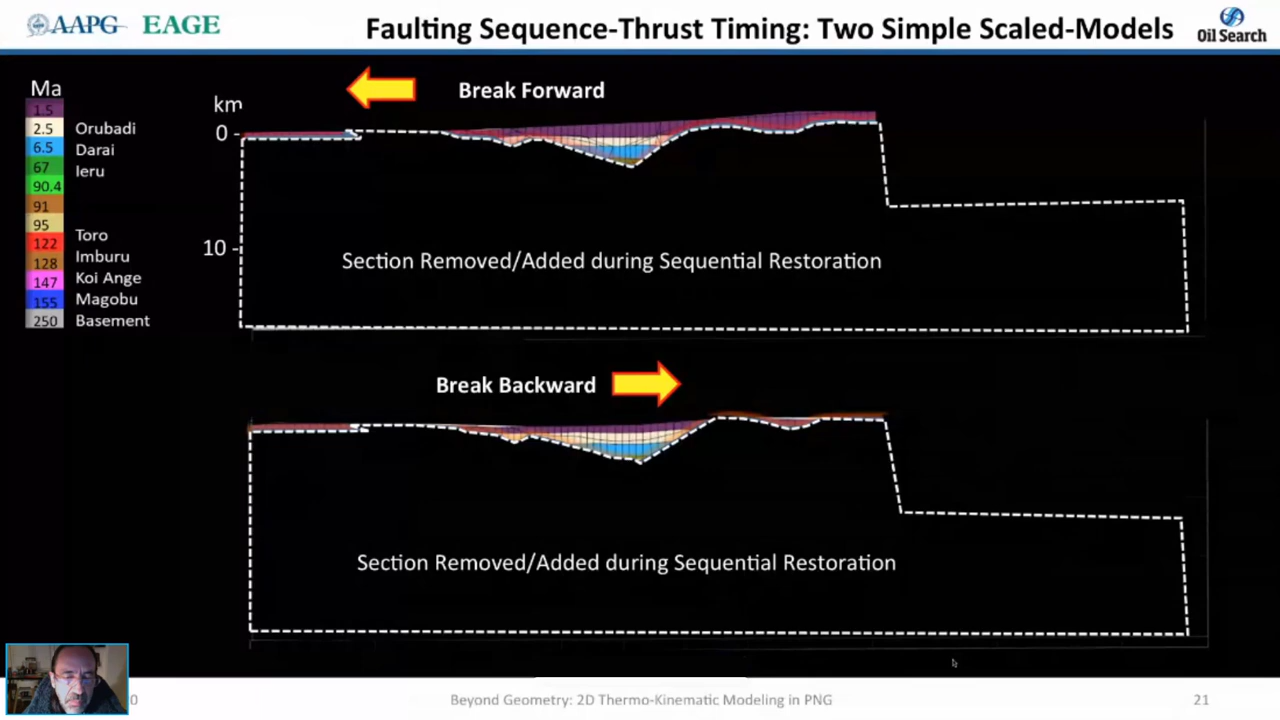 AAPG EAGE
Faulting Sequence-Thrust Timing: Two Simple Scaled-Models
Oil Search
Ma
1.5
2.5 Orubadi
6.5 Darai
67 Ieru
90.4
91
95 Toro
122 Imburu
128 Koi Ange
147 Magobu
155
250 Basement
km
0
10
Break Forward
Section Removed/Added during Sequential Restoration
Break Backward
Section Removed/Added during Sequential Restoration
0
Beyond Geometry: 2D Thermo-Kinematic Modeling in PNG
21